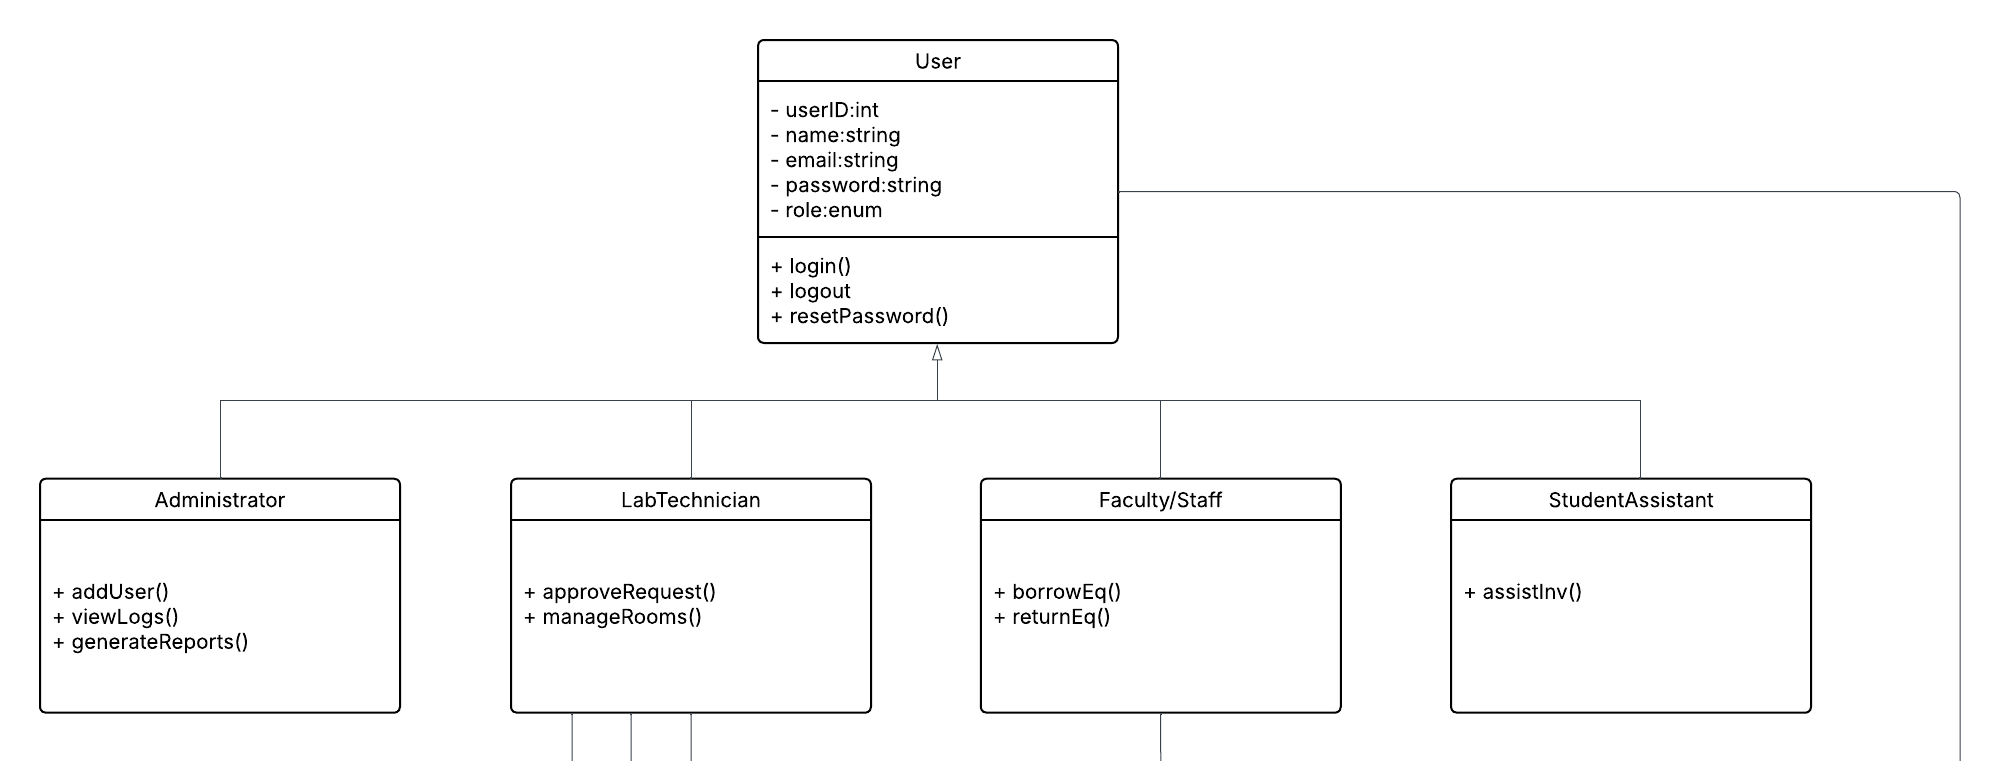 User
- userID:int
- name:string
- email:string
- password:string
- role:enum
+ login()
+ logout
+ resetPassword()
Administrator
+ addUser()
+ viewLogs()
+ generateReports()
LabTechnician
+ approveRequest()
+ manageRooms()
Faculty/Staff
+ borrowEq()
+ returnEq()
StudentAssistant
+ assistInv()